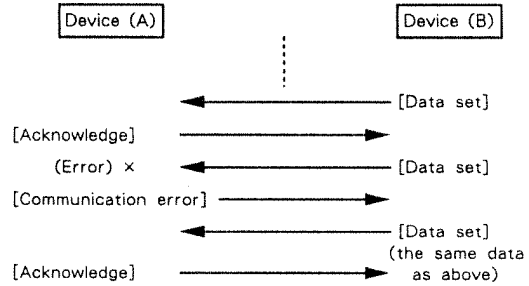 Device (A) Device (B)
[Data set]
[Acknowledge]
(Error) × [Data set]
[Communication error]
[Data set]
(the same data
[Acknowledge] as above)